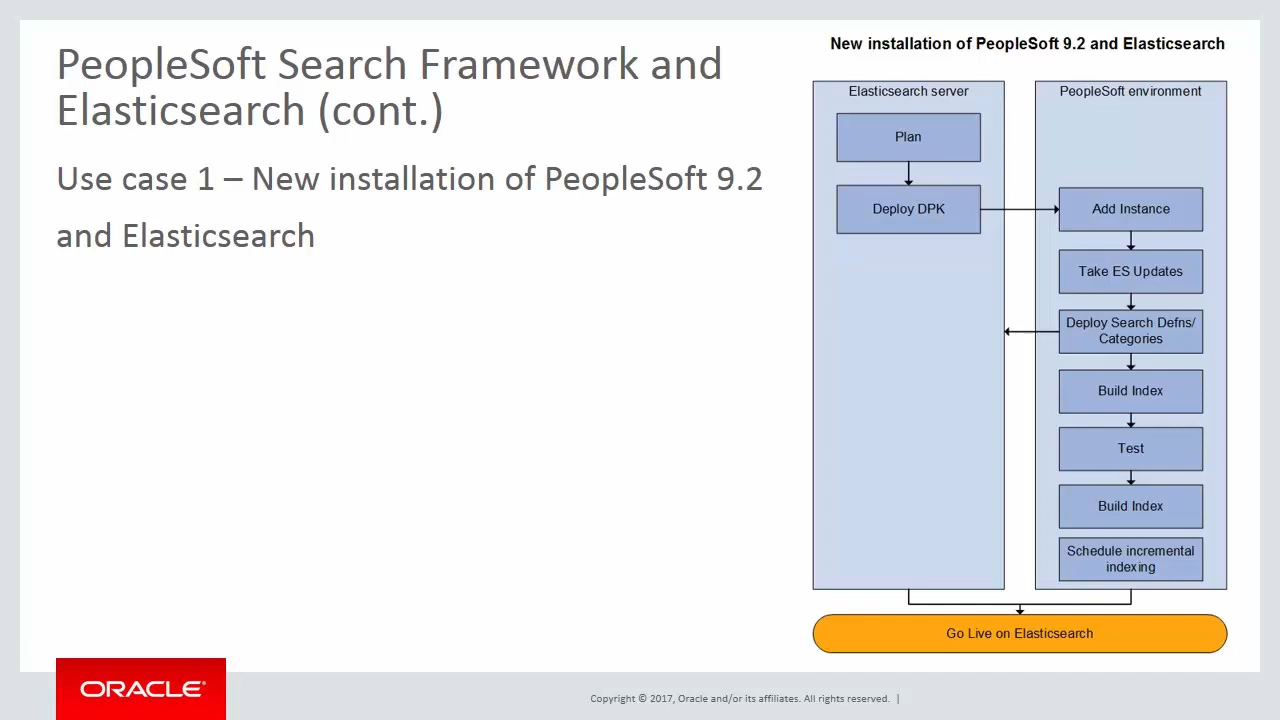 PeopleSoft Search Framework and
Elasticsearch (cont.)
Use case 1 – New installation of PeopleSoft 9.2
and Elasticsearch
New installation of PeopleSoft 9.2 and Elasticsearch
Elasticsearch server
Plan
Deploy DPK
PeopleSoft environment
Add Instance
Take ES Updates
Deploy Search Defns/
Categories
Build Index
Test
Build Index
Schedule incremental
indexing
Go Live on Elasticsearch
ORACLE®
Copyright © 2017, Oracle and/or its affiliates. All rights reserved. |